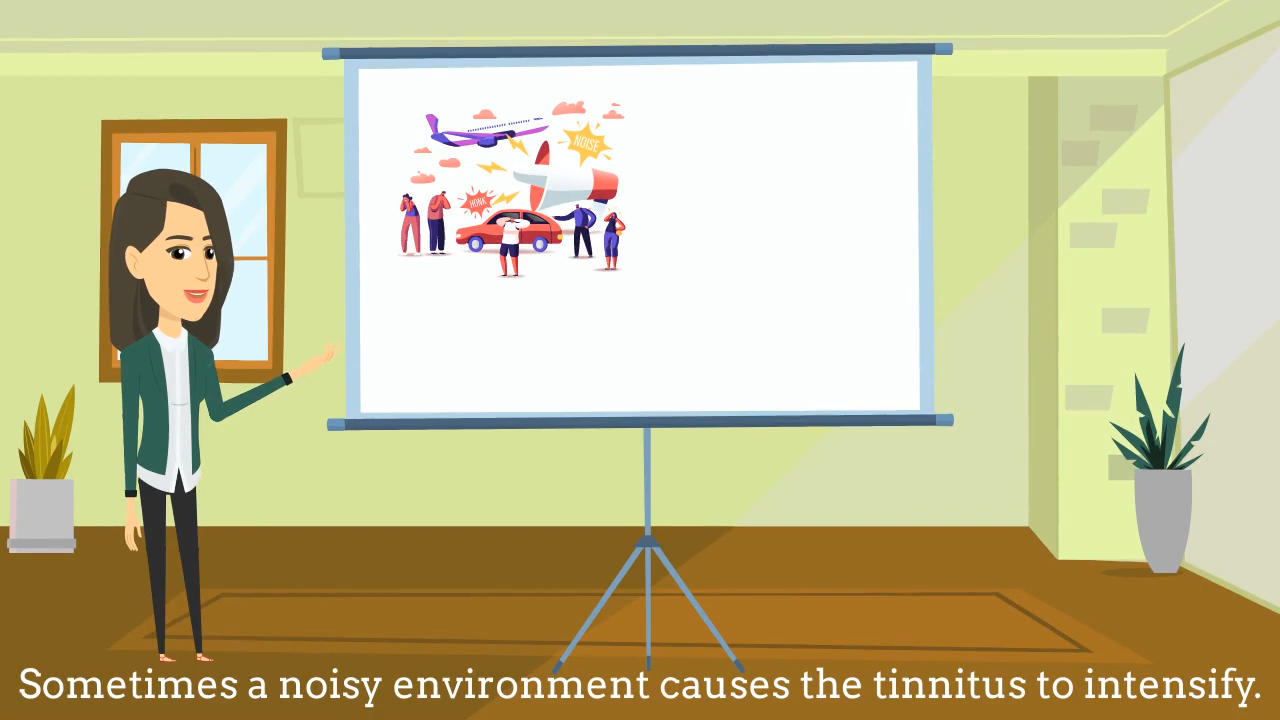 NOISE
HONK
Sometimes a noisy environment causes the tinnitus to intensify.